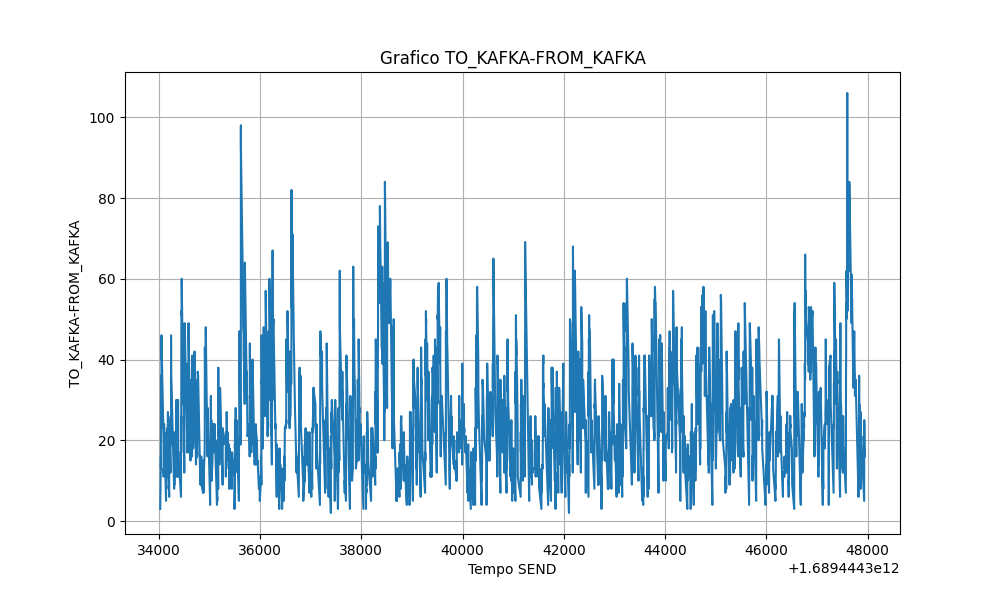 Grafico TO_KAFKA-FROM_KAFKA
TO_KAFKA-FROM_KAFKA
100
80
60
40
20
0
34000 36000 38000 40000 42000 44000 46000 48000
Tempo SEND
+1.6894443e12